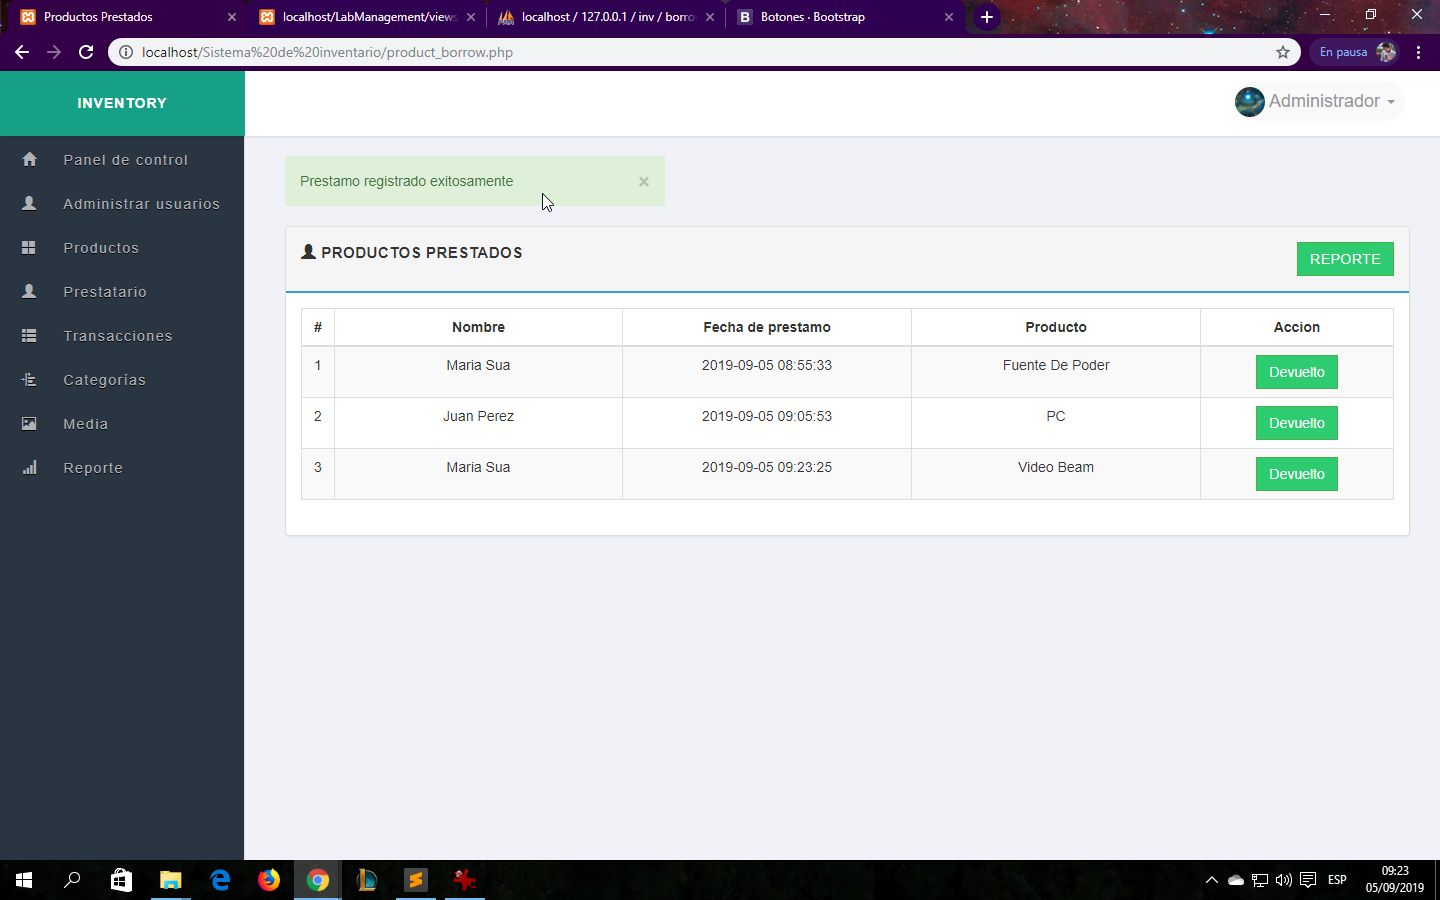 Productos Prestados
localhost/LabManagement/views
localhost / 127.0.0.1 / inv / borro
B Botones · Bootstrap
localhost/Sistema%20de%20inventario/product_borrow.php
En pausa
INVENTORY
Administrador
Panel de control
Administrar usuarios
Productos
Prestatario
Transacciones
Categorías
Media
Reporte
Prestamo registrado exitosamente ×
PRODUCTOS PRESTADOS
REPORTE
# Nombre Fecha de prestamo Producto Accion
1 Maria Sua 2019-09-05 08:55:33 Fuente De Poder Devuelto
2 Juan Perez 2019-09-05 09:05:53 PC Devuelto
3 Maria Sua 2019-09-05 09:23:25 Video Beam Devuelto
ESP
09:23
05/09/2019